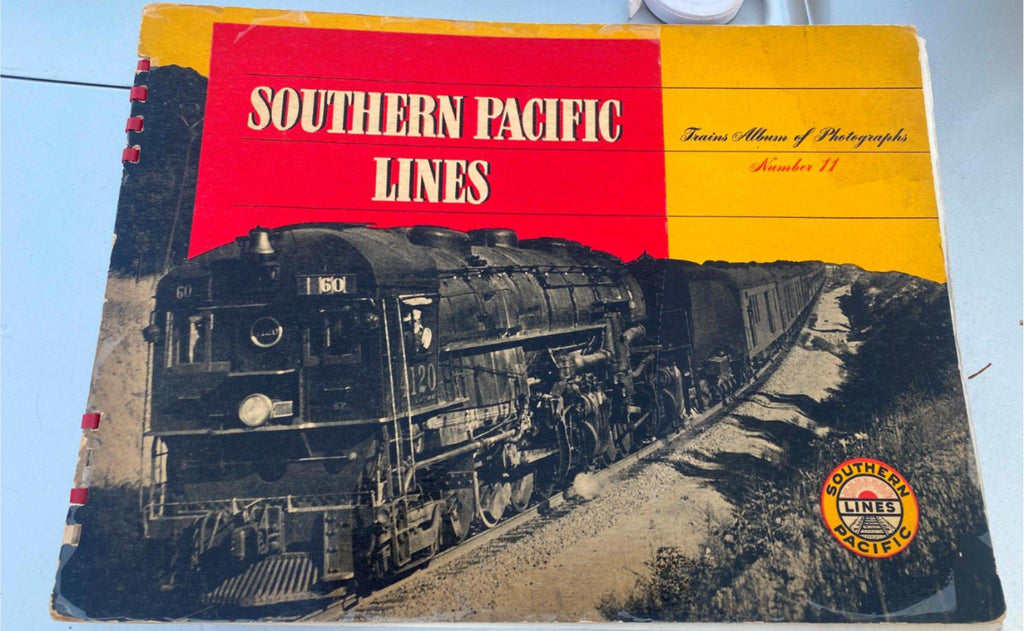 SOUTHERN PACIFIC
LINES
Trains Album of Photographs
Number 11
60
160
120
SOUTHERN
LINES
PACIFIC